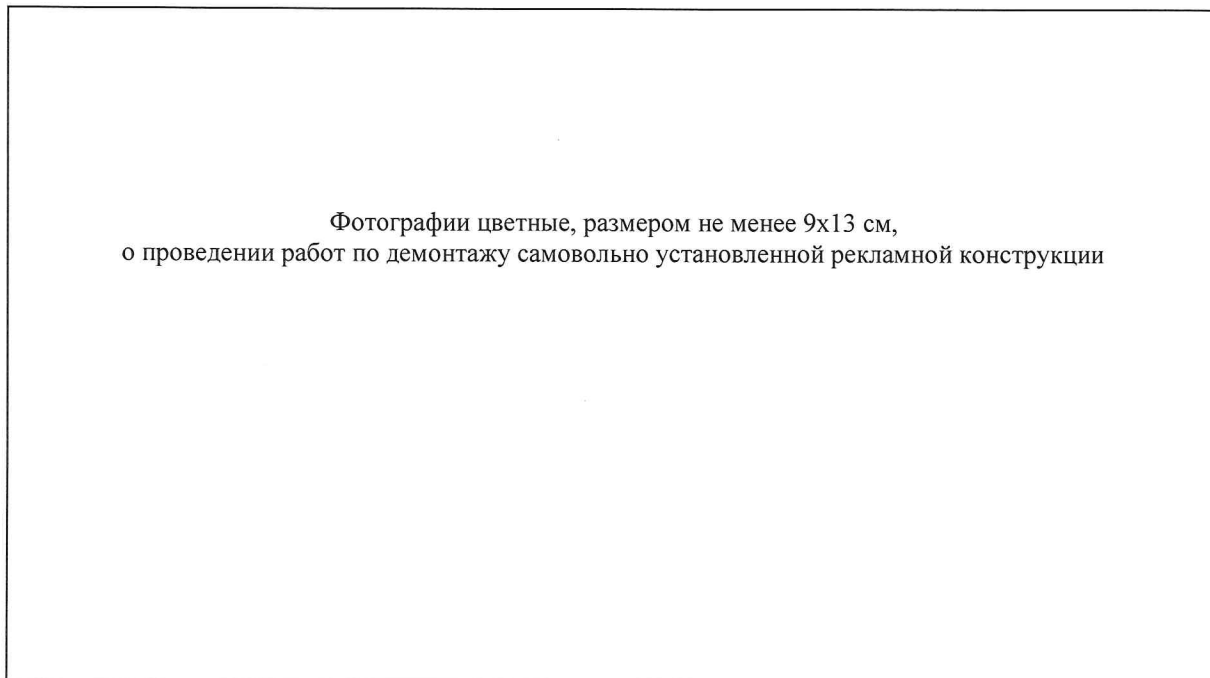 Фотографии цветные, размером не менее 9х13 см,
о проведении работ по демонтажу самовольно установленной рекламной конструкции